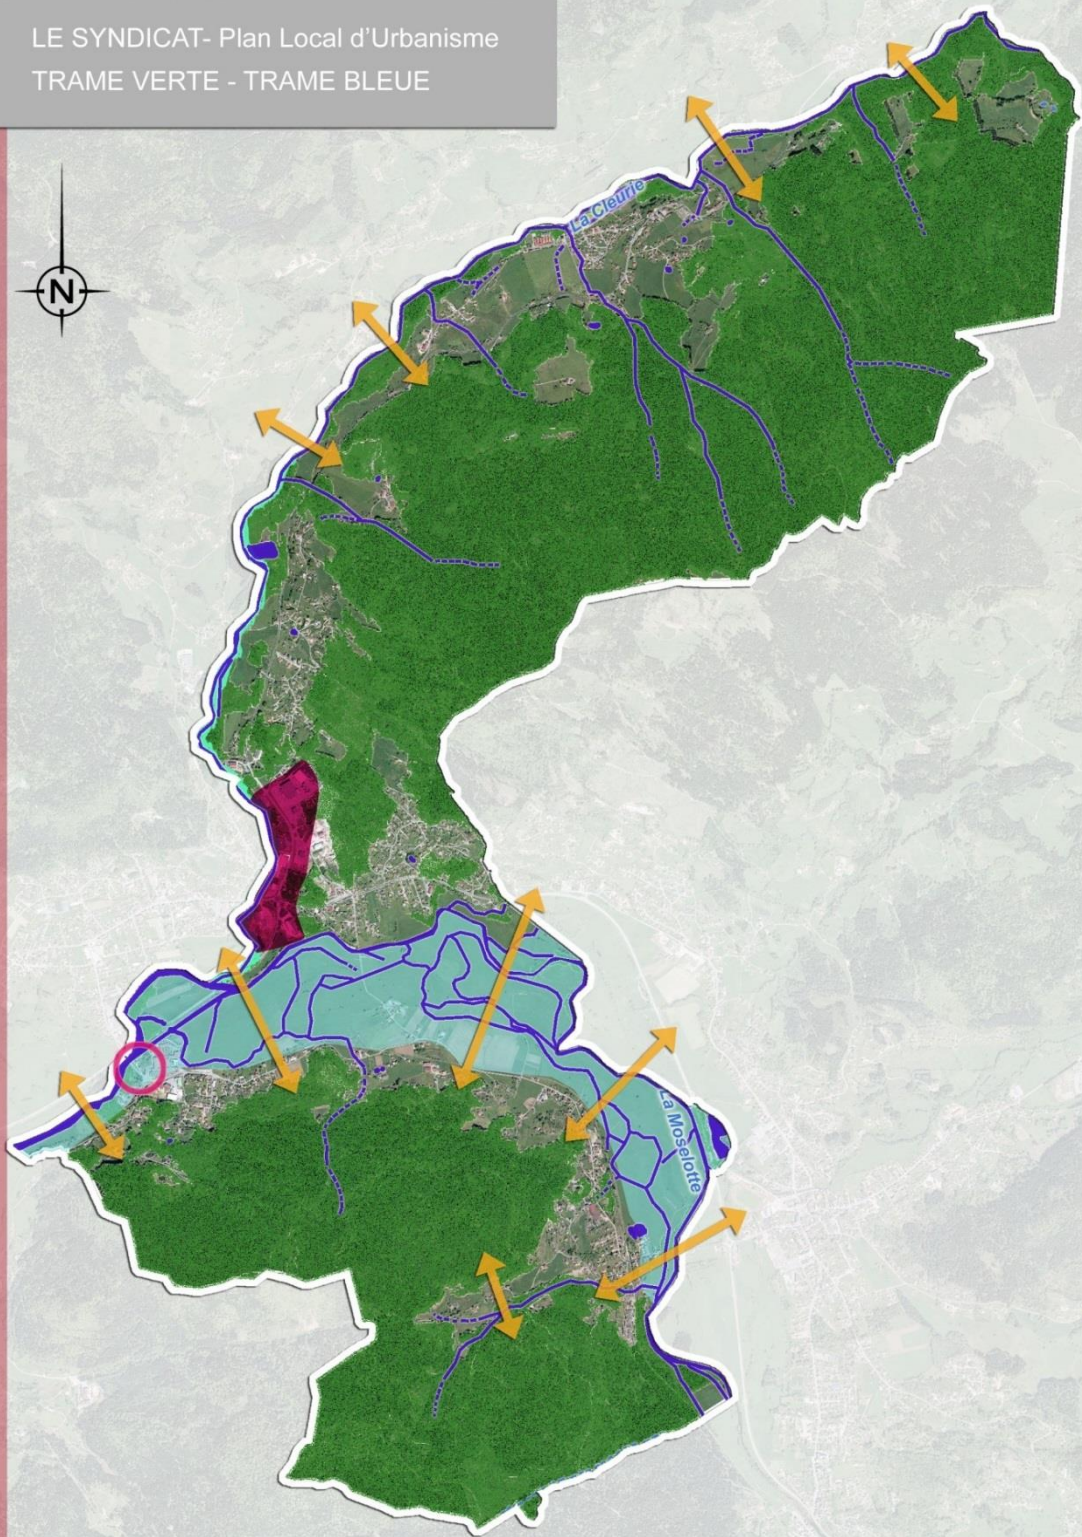 LE SYNDICAT- Plan Local d'Urbanisme
TRAME VERTE - TRAME BLEUE
La Cleurie
N
La Moselotte